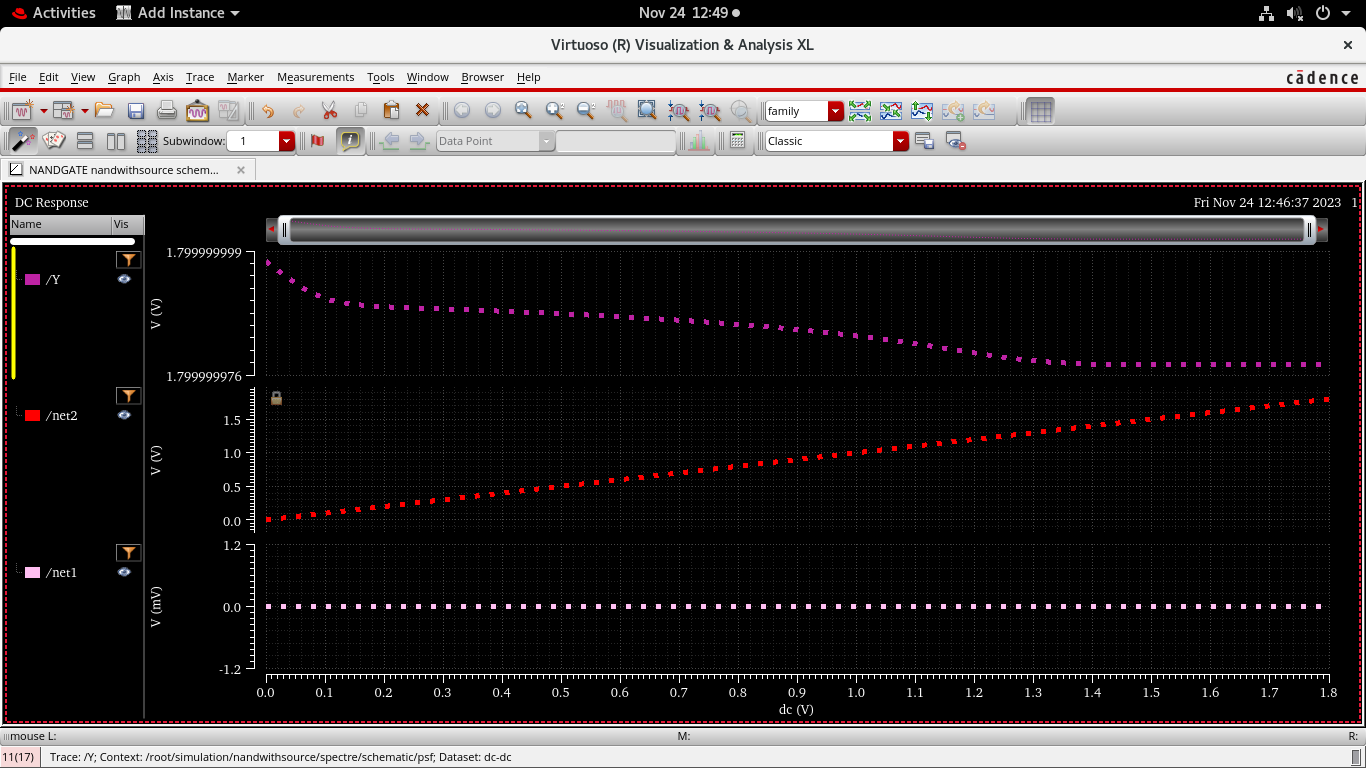 Activities Add Instance Nov 24 12:49
Virtuoso (R) Visualization & Analysis XL ×
File Edit View Graph Axis Trace Marker Measurements Tools Window Browser Help cādence
family
Subwindow: 1 Data Point Classic
NANDGATE nandwithsource schem...
DC Response Fri Nov 24 12:46:37 2023 1
Name Vis
1.799999999
/Y
V (V)
1.799999976
/net2
1.5
V (V)
1.0
0.5
0.0
1.2
/net1
V (mV)
0.0
-1.2
0.0 0.1 0.2 0.3 0.4 0.5 0.6 0.7 0.8 0.9 1.0 1.1 1.2 1.3 1.4 1.5 1.6 1.7 1.8
dc (V)
mouse L: M: R:
11(17) Trace: /Y; Context: /root/simulation/nandwithsource/spectre/schematic/psf; Dataset: dc-dc